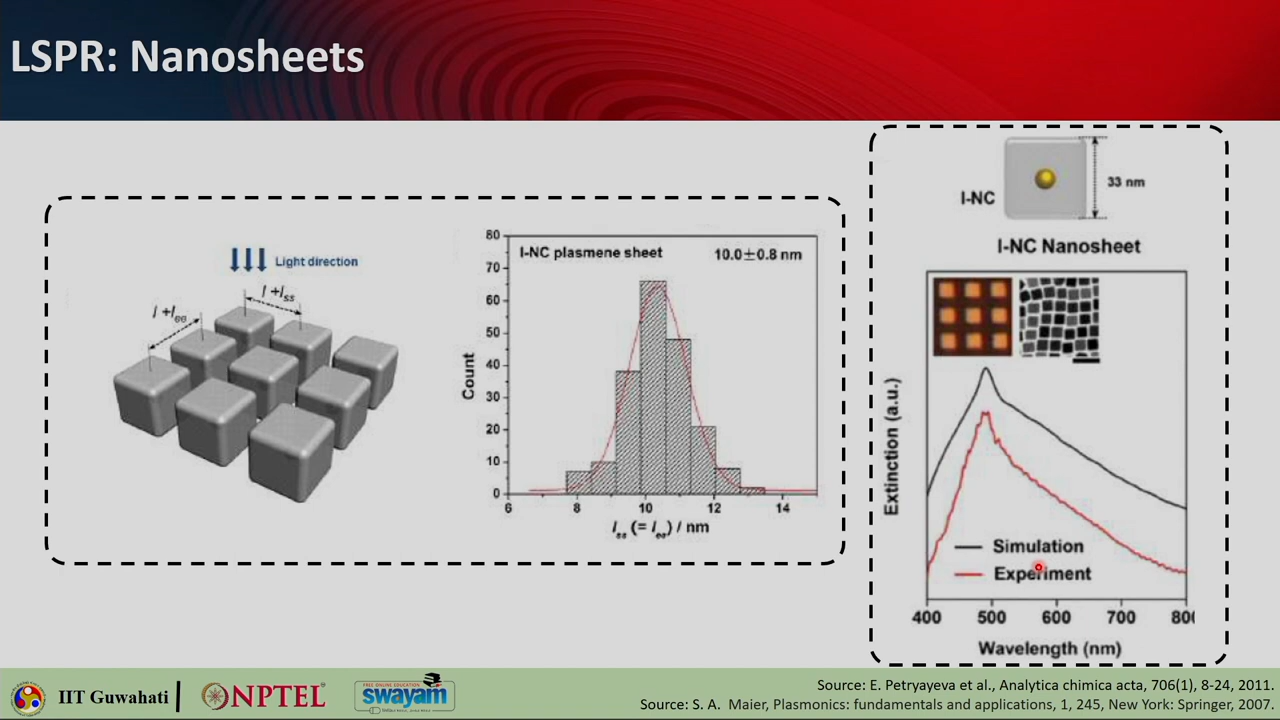 LSPR: Nanosheets
Light direction
l +lss
l +lee
I-NC plasmene sheet
10.0±0.8 nm
80
70
60
50
40
30
20
10
0
Count
6 8 10 12 14
lss (= lee) / nm
33 nm
I-NC
I-NC Nanosheet
Extinction (a.u.)
Simulation
Experiment
400 500 600 700 80
Wavelength (nm)
IIT Guwahati
NPTEL
FREE ONLINE EDUCATION
swayam
Source: E. Petryayeva et al., Analytica chimica acta, 706(1), 8-24, 2011.
Source: S. A. Maier, Plasmonics: fundamentals and applications, 1, 245, New York: Springer, 2007.